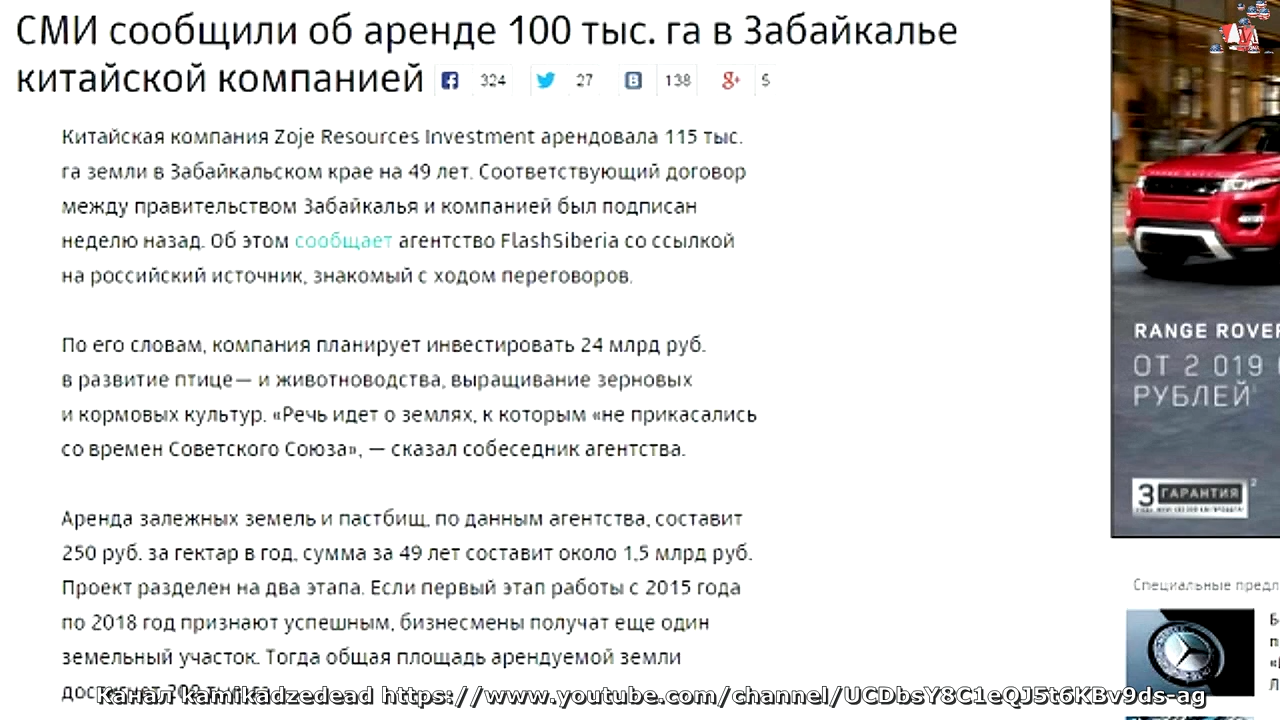 СМИ сообщили об аренде 100 тыс. га в Забайкалье
китайской компанией 324 27 138 5
Китайская компания Zoje Resources Investment арендовала 115 тыс.
га земли в Забайкальском крае на 49 лет. Соответствующий договор
между правительством Забайкалья и компанией был подписан
неделю назад. Об этом сообщает агентство FlashSiberia со ссылкой
на российский источник, знакомый с ходом переговоров.
По его словам, компания планирует инвестировать 24 млрд руб.
в развитие птице— и животноводства, выращивание зерновых
и кормовых культур. «Речь идет о землях, к которым «не прикасались
со времен Советского Союза», — сказал собеседник агентства.
Аренда залежных земель и пастбищ, по данным агентства, составит
250 руб. за гектар в год, сумма за 49 лет составит около 1,5 млрд руб.
Проект разделен на два этапа. Если первый этап работы с 2015 года
по 2018 год признают успешным, бизнесмены получат еще один
земельный участок. Тогда общая площадь арендуемой земли
Канал kamikadzedead https://www.youtube.com/channel/UCDbsY8C1eQJ5t6KBv9ds-ag
RANGE ROVER
ОТ 2 019
РУБЛЕЙ
3 ГАРАНТИЯ
Специальные